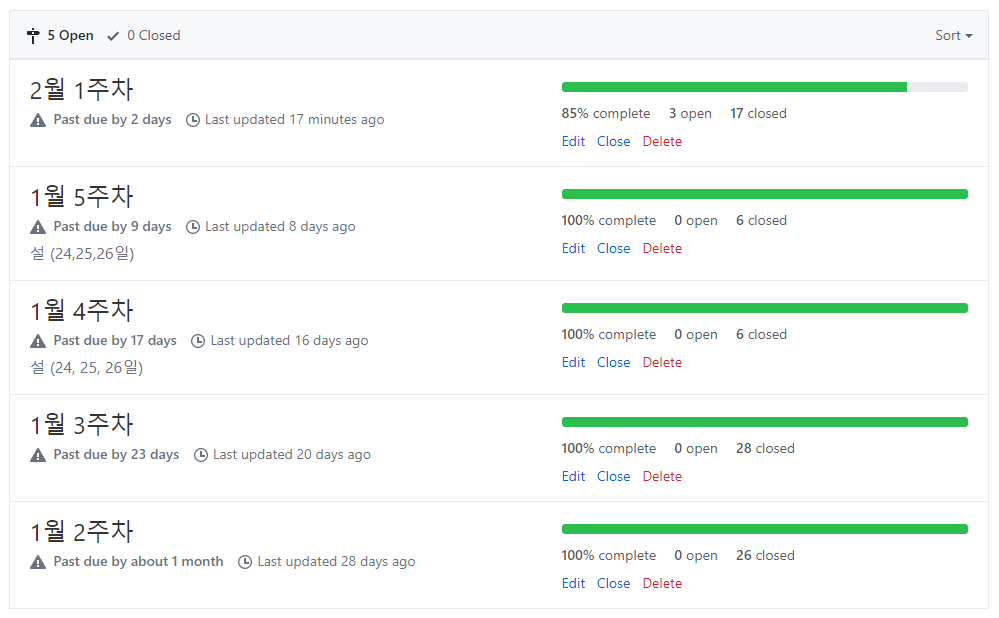 5 Open 0 Closed Sort
2월 1주차
Past due by 2 days Last updated 17 minutes ago
85% complete 3 open 17 closed
Edit Close Delete
1월 5주차
Past due by 9 days Last updated 8 days ago
설 (24,25,26일)
100% complete 0 open 6 closed
Edit Close Delete
1월 4주차
Past due by 17 days Last updated 16 days ago
설 (24, 25, 26일)
100% complete 0 open 6 closed
Edit Close Delete
1월 3주차
Past due by 23 days Last updated 20 days ago
100% complete 0 open 28 closed
Edit Close Delete
1월 2주차
Past due by about 1 month Last updated 28 days ago
100% complete 0 open 26 closed
Edit Close Delete